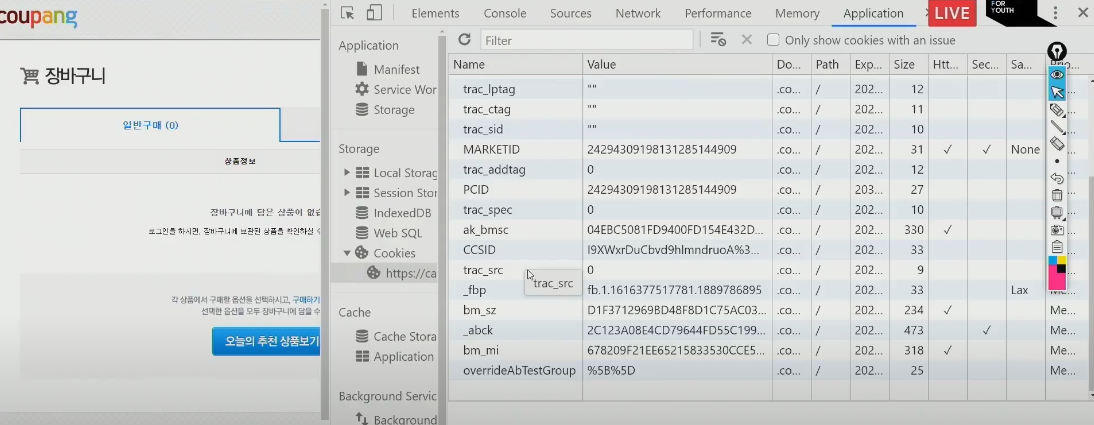 coupang
장바구니
일반구매 (0)
상품정보
장바구니에 담은 상품이 없습
로그인을 하시면, 장바구니에 보관된 상품을 확인하실 수
각 상품에서 구매할 옵션을 선택하시고, 구매하기
선택한 옵션을 모두 장바구니에 담을 수
오늘의 추천 상품보기
Elements Console Sources Network Performance Memory Application LIVE FOR YOUTH
Filter Only show cookies with an issue
Application
Manifest
Service Wor
Storage
Storage
Local Storag
Session Stor
IndexedDB
Web SQL
Cookies
https://ca
Cache
Cache Stora
Application
Background Servic
Background
Name Value Do... Path Exp... Size Htt... Sec... Sa...
trac_lptag "" .co... / 202... 12
trac_ctag "" .co... / 202... 11
trac_sid "" .co... / 202... 10
MARKETID 24294309198131285144909 .co... / 202... 31 ✓ ✓ None
trac_addtag 0 .co... / 202... 12
PCID 24294309198131285144909 .co... / 203... 27
trac_spec 0 .co... / 202... 10
ak_bmsc 04EBC5081FD9400FD154E432D... .co... / 202... 330 ✓
CCSID I9XWxrDuCbvd9hlmndruoA%3... .co... / 202... 33
trac_src 0 .co... / 202... 9
trac_src
_fbp fb.1.1616377517781.1889786895 .co... / 202... 33 Lax
bm_sz D1F3712969BD48F8D1C75AC03... .co... / 202... 234 ✓ Me...
_abck 2C123A08E4CD79644FD55C199... .co... / 202... 473 ✓ Me...
bm_mi 678209F21EE65215833530CCE5... .co... / 202... 318 ✓ Me...
overrideAbTestGroup %5B%5D .co... / 202... 25 Me...